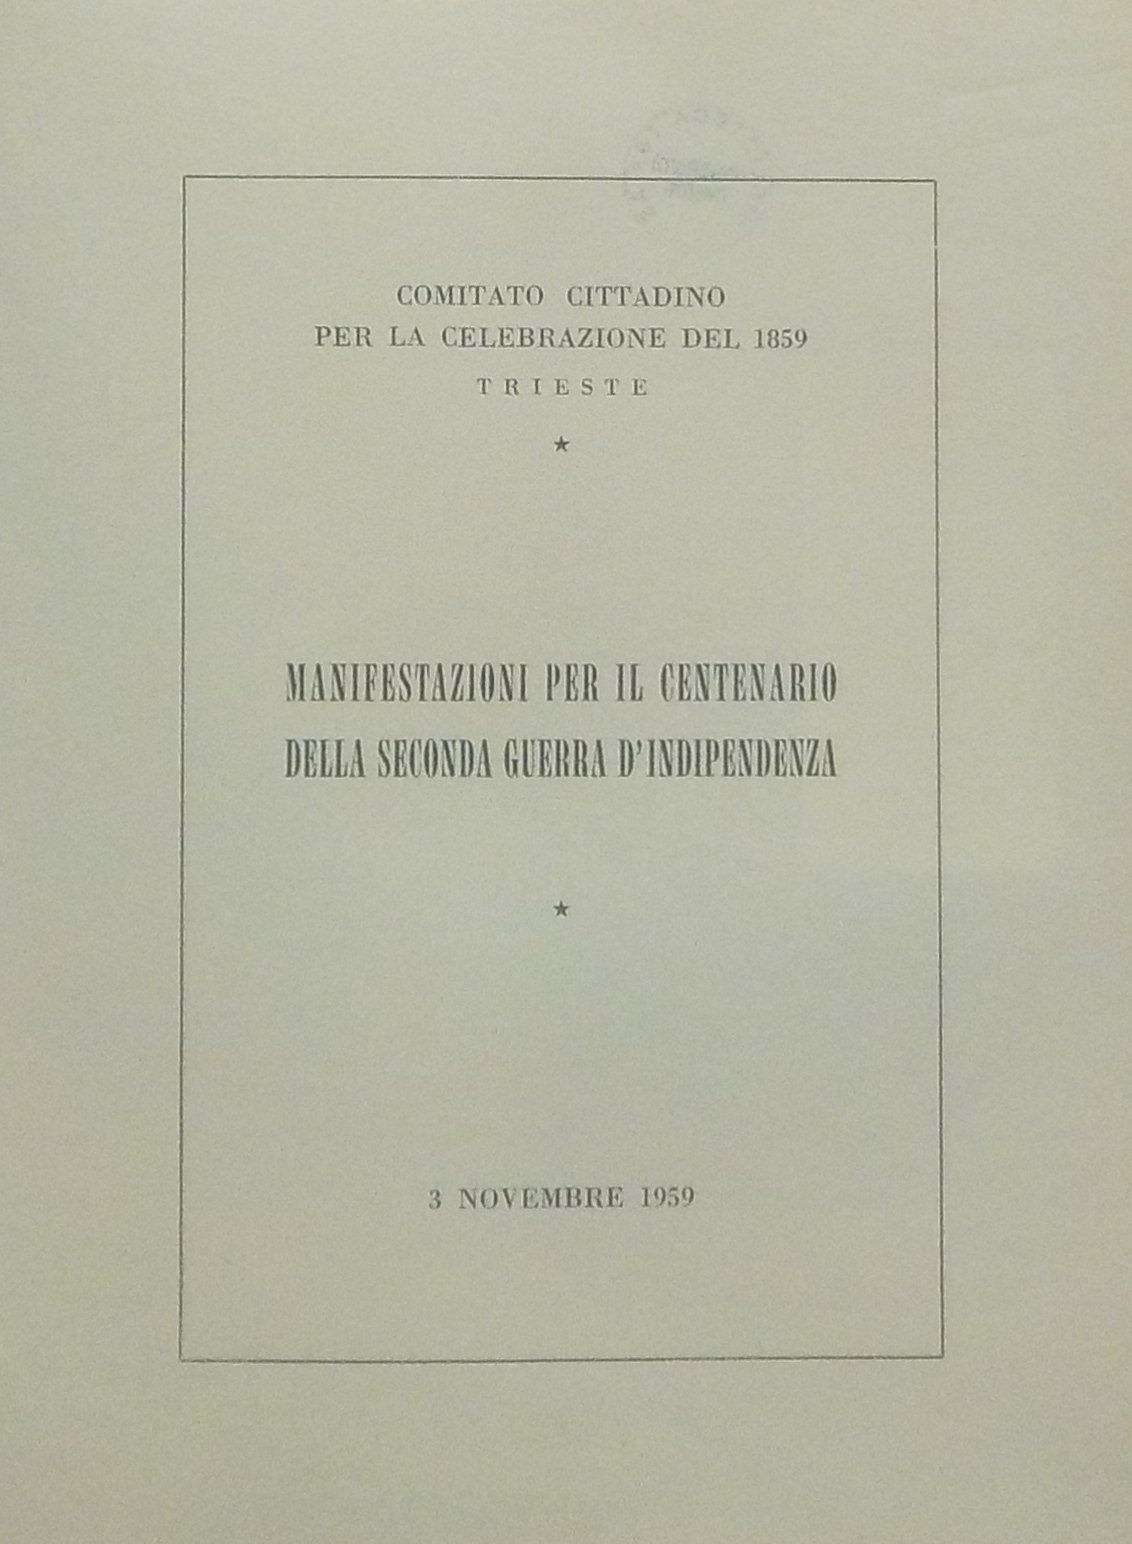 COMITATO CITTADINO
PER LA CELEBRAZIONE DEL 1859
TRIESTE
★
MANIFESTAZIONI PER IL CENTENARIO
DELLA SECONDA GUERRA D'INDIPENDENZA
★
3 NOVEMBRE 1959